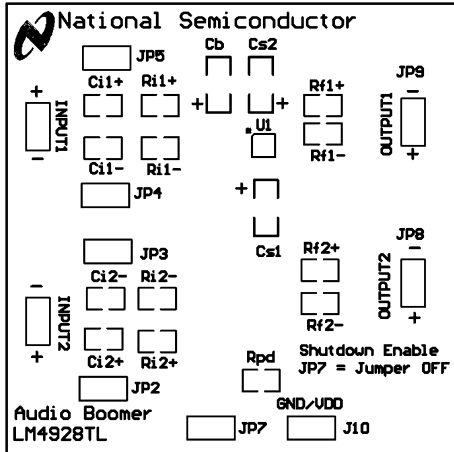 National Semiconductor
JP5
Cb Cs2
Ci1+ Ri1+
Rf1+
JP9
+
INPUT1
-
+ +
U1
-
OUTPUT1
+
Ci1- Ri1-
Rf1-
JP4
+
Cs1
JP3
Ci2- Ri2-
Rf2+
JP8
-
INPUT2
+
-
OUTPUT2
+
Rf2-
Ci2+ Ri2+
JP2
Rpd
Shutdown Enable
JP7 = Jumper OFF
GND/VDD
Audio Boomer
LM4928TL
JP7
J10